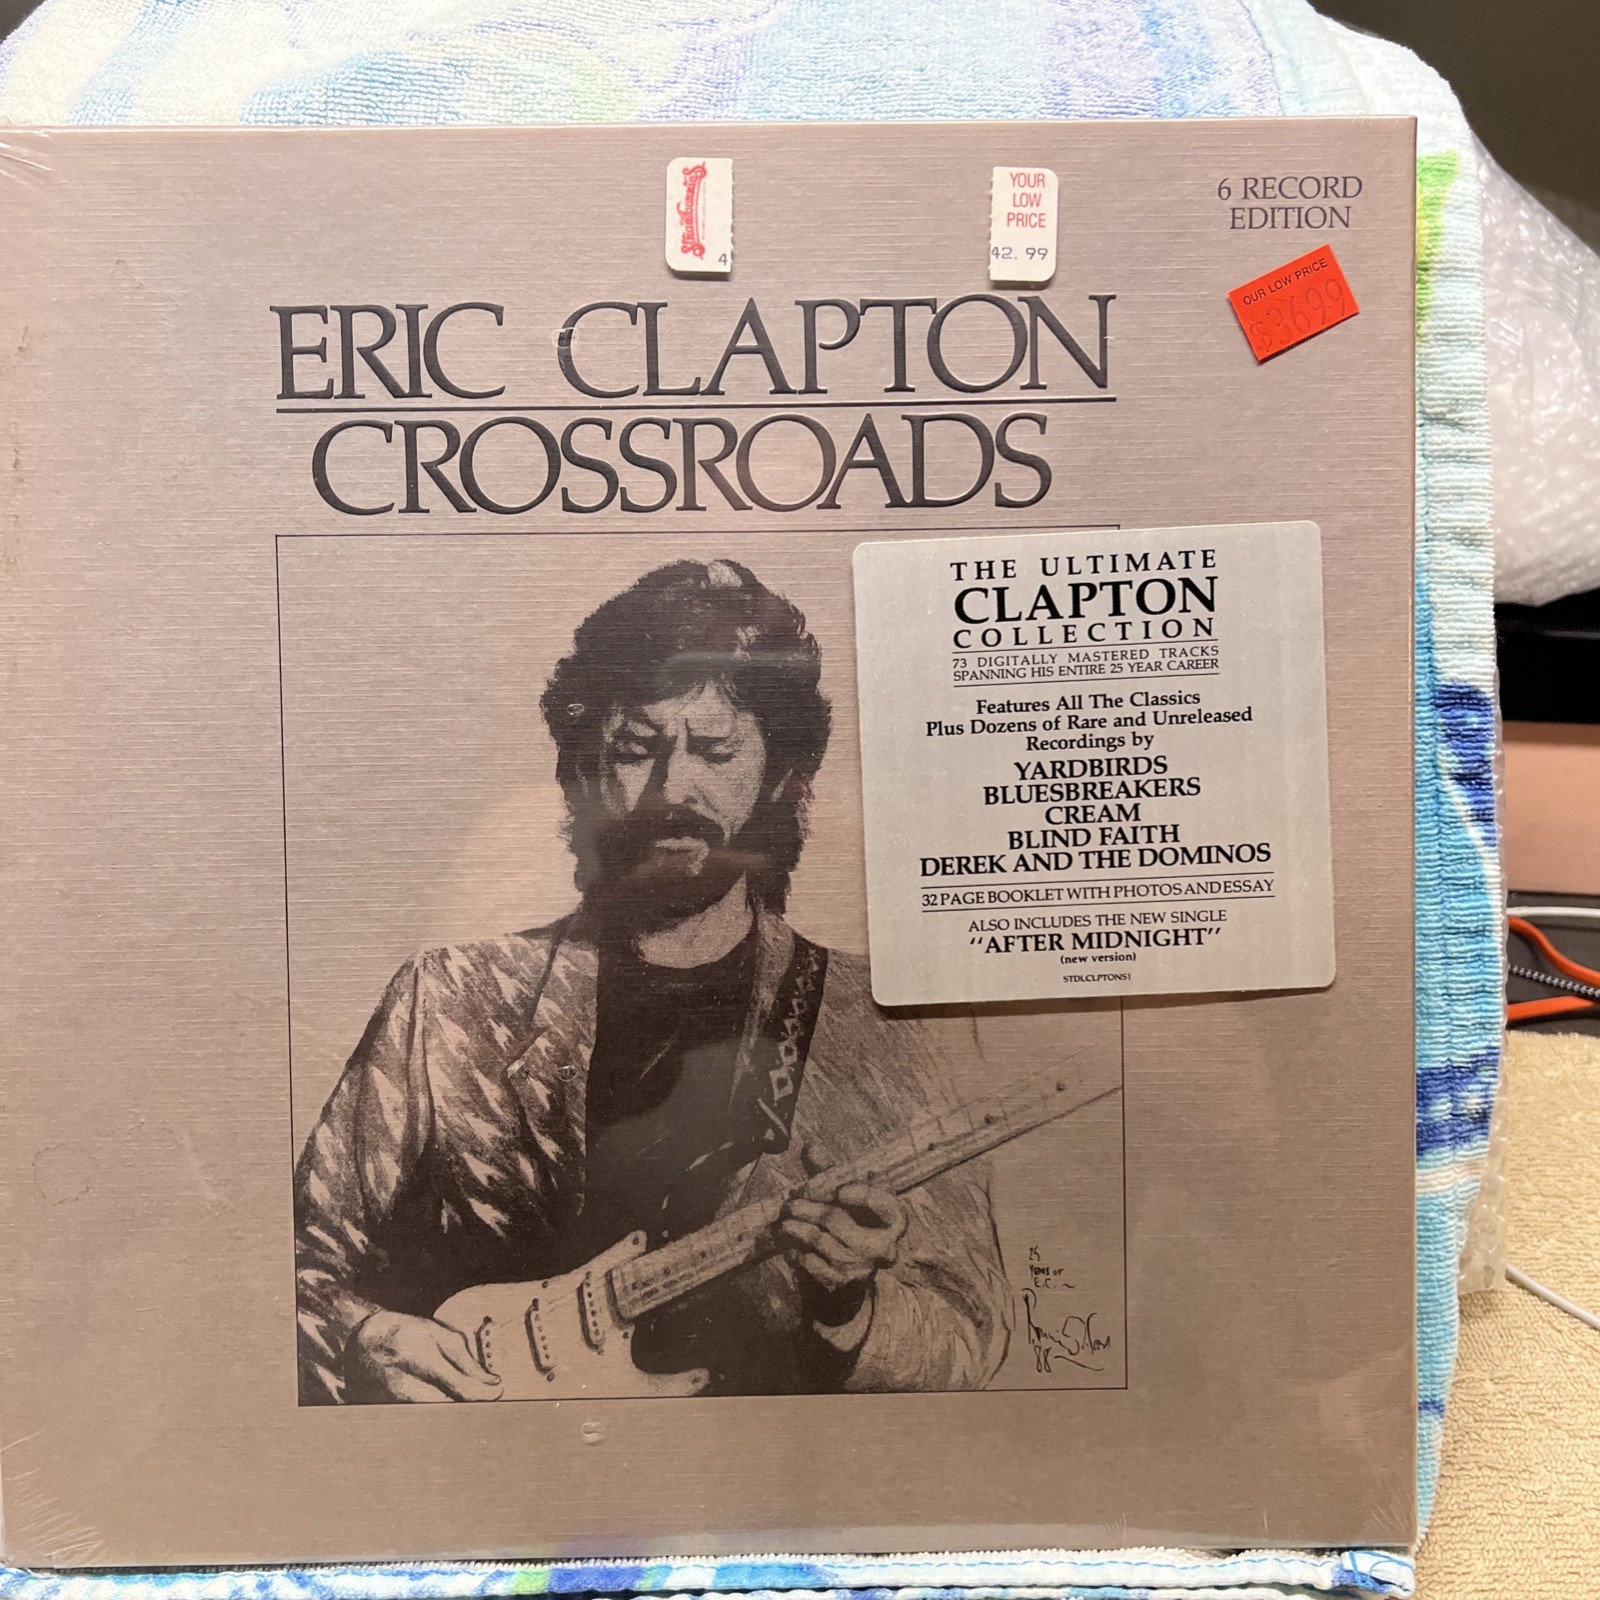 Strawberries
4
YOUR
LOW
PRICE
42.99
6 RECORD
EDITION
OUR LOW PRICE
$36.99
ERIC CLAPTON
CROSSROADS
THE ULTIMATE
CLAPTON
COLLECTION
73 DIGITALLY MASTERED TRACKS
SPANNING HIS ENTIRE 25 YEAR CAREER
Features All The Classics
Plus Dozens of Rare and Unreleased
Recordings by
YARDBIRDS
BLUESBREAKERS
CREAM
BLIND FAITH
DEREK AND THE DOMINOS
32 PAGE BOOKLET WITH PHOTOS AND ESSAY
ALSO INCLUDES THE NEW SINGLE
"AFTER MIDNIGHT"
(new version)
STDLCLPTONS1
25
YEARS OF
E.C.
88